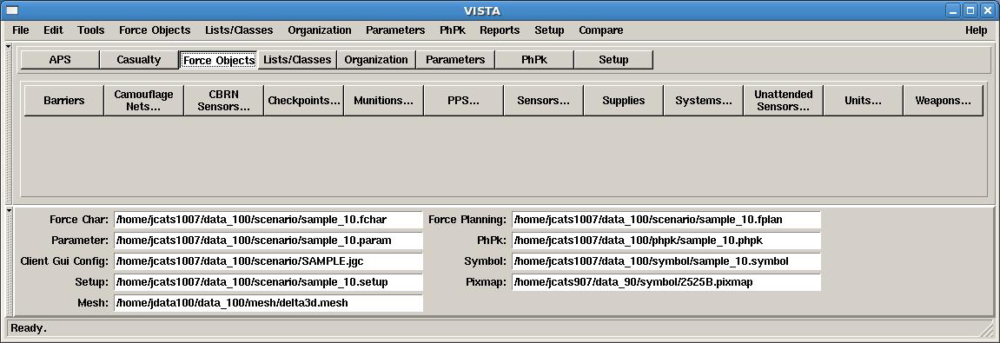 VISTA
File Edit Tools Force Objects Lists/Classes Organization Parameters PhPk Reports Setup Compare Help
APS Casualty Force Objects Lists/Classes Organization Parameters PhPk Setup
Barriers Camouflage Nets... CBRN Sensors... Checkpoints... Munitions... PPS... Sensors... Supplies Systems... Unattended Sensors... Units... Weapons...
Force Char: /home/jcats1007/data_100/scenario/sample_10.fchar Force Planning: /home/jcats1007/data_100/scenario/sample_10.fplan
Parameter: /home/jcats1007/data_100/scenario/sample_10.param PhPk: /home/jcats1007/data_100/phpk/sample_10.phpk
Client Gui Config: /home/jcats1007/data_100/scenario/SAMPLE.jgc Symbol: /home/jcats1007/data_100/symbol/sample_10.symbol
Setup: /home/jcats1007/data_100/scenario/sample_10.setup Pixmap: /home/jcats907/data_90/symbol/2525B.pixmap
Mesh: /home/jdata100/data_100/mesh/delta3d.mesh
Ready.